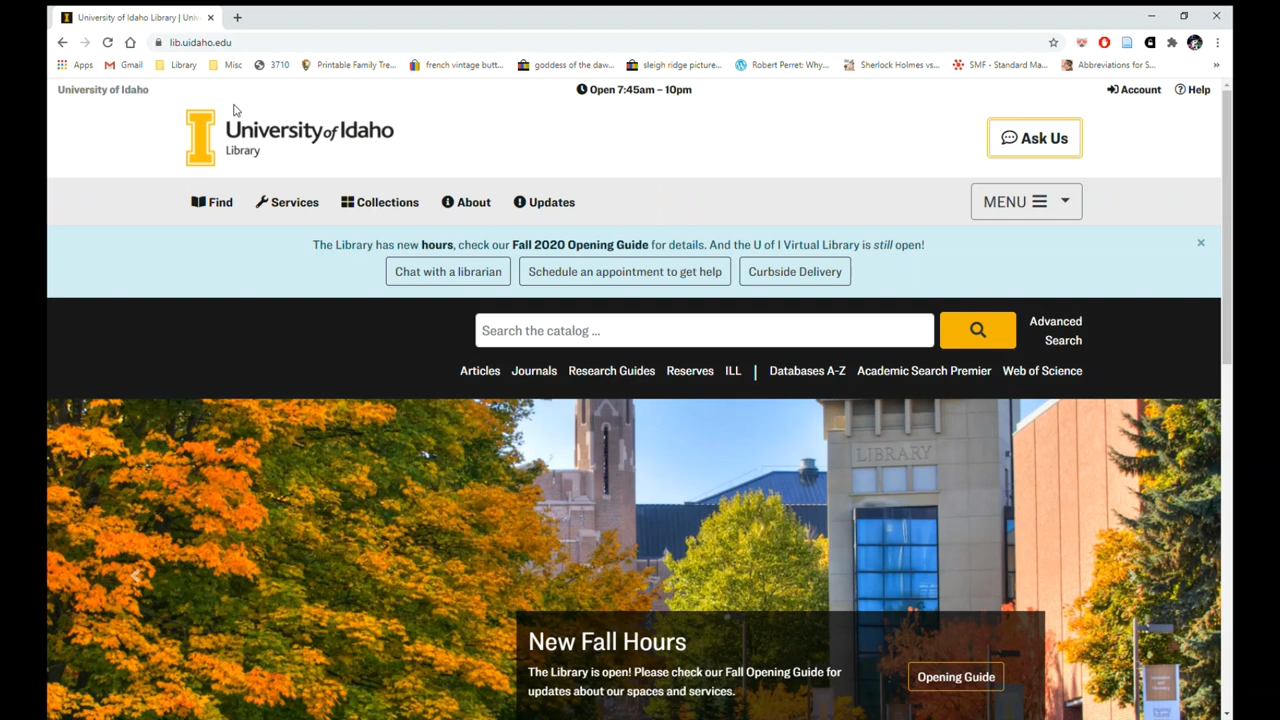 University of Idaho Library | Univ
lib.uidaho.edu
Apps Gmail Library Misc 3710 Printable Family Tre... french vintage butt... goddess of the daw... sleigh ridge picture... Robert Perret: Why... Sherlock Holmes vs... SMF - Standard Ma... Abbreviations for S... »
University of Idaho Open 7:45am – 10pm Account Help
University of Idaho
Library
Ask Us
Find Services Collections About Updates MENU
The Library has new hours, check our Fall 2020 Opening Guide for details. And the U of I Virtual Library is still open! ×
Chat with a librarian Schedule an appointment to get help Curbside Delivery
Search the catalog ...
Advanced
Search
Articles Journals Research Guides Reserves ILL | Databases A-Z Academic Search Premier Web of Science
LIBRARY
New Fall Hours
The Library is open! Please check our Fall Opening Guide for
updates about our spaces and services.
Opening Guide